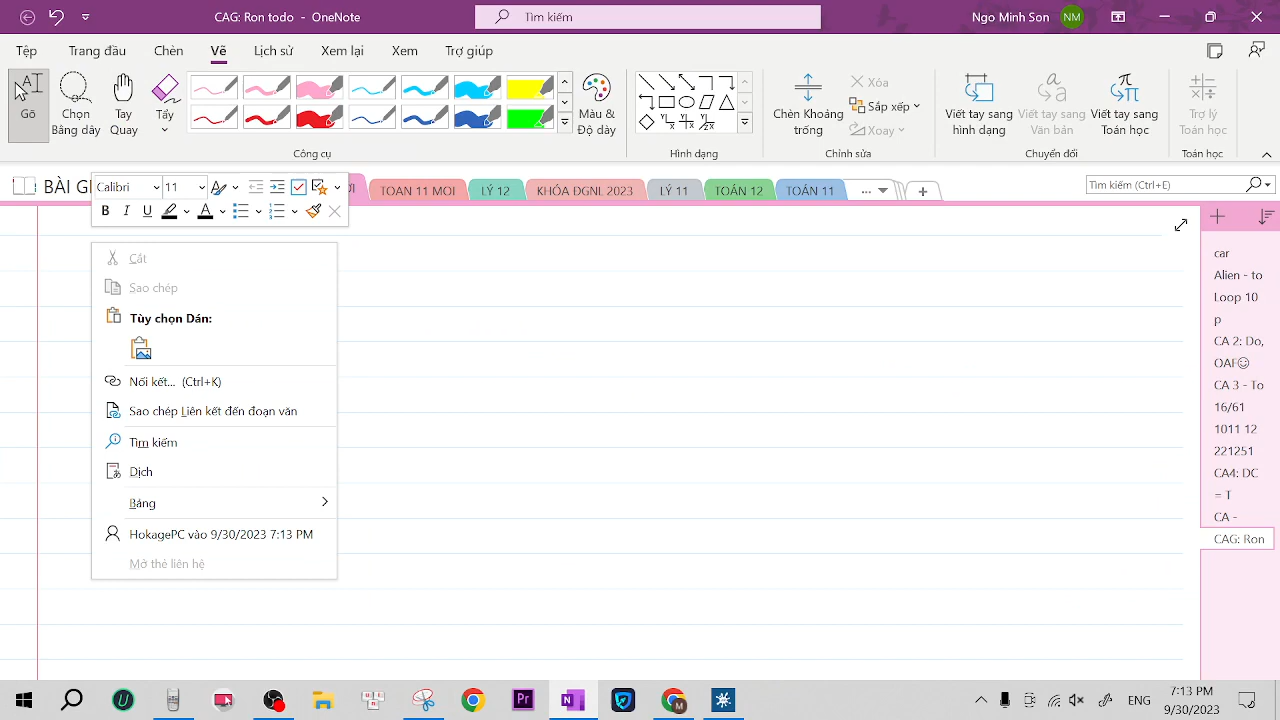 CAG: Ron todo - OneNote
Tìm kiếm
Ngo Minh Son
NM
Tệp
Trang đầu
Chèn
Vẽ
Lịch sử
Xem lại
Xem
Trợ giúp
Gõ
Chọn Bằng dây
Tay Quay
Tẩy
Màu & Độ dày
Công cụ
Hình dạng
Chèn Khoảng trống
Xóa
Sắp xếp
Xoay
Chỉnh sửa
Viết tay sang hình dạng
Viết tay sang Văn bản
Viết tay sang Toán học
Chuyển đổi
Trợ lý Toán học
Toán học
BÀI G
TOAN 11 MOI
LÝ 12
KHÓA ĐGNL 2023
LÝ 11
TOÁN 12
TOÁN 11
...
Tìm kiếm (Ctrl+E)
Calibri
11
B I U
Cắt
Sao chép
Tùy chọn Dán:
Nối kết... (Ctrl+K)
Sao chép Liên kết đến đoạn văn
Tìm kiếm
Dịch
Bảng
HokagePC vào 9/30/2023 7:13 PM
Mở thẻ liên hệ
car
Alien - to
Loop 10
p
CA 2: Do,
OAF☺
CA 3 - To
16/61
1011 12
221251
CA4: DC
= T
CA -
CAG: Ron
ENG
7:13 PM
9/30/2023